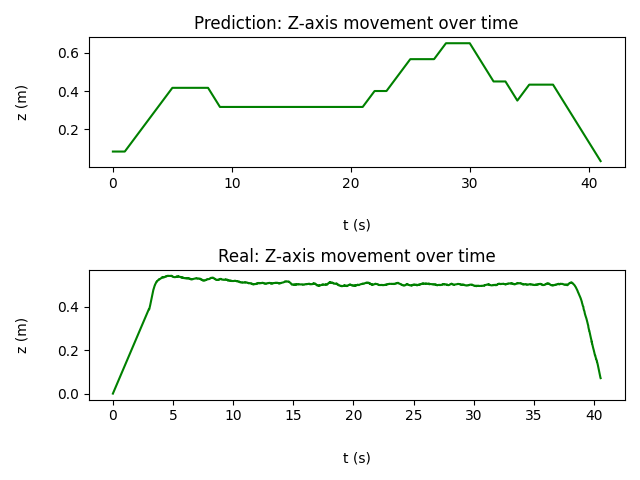 Prediction: Z-axis movement over time
z (m)
0.6
0.4
0.2
0 10 20 30 40
t (s)
Real: Z-axis movement over time
z (m)
0.4
0.2
0.0
0 5 10 15 20 25 30 35 40
t (s)